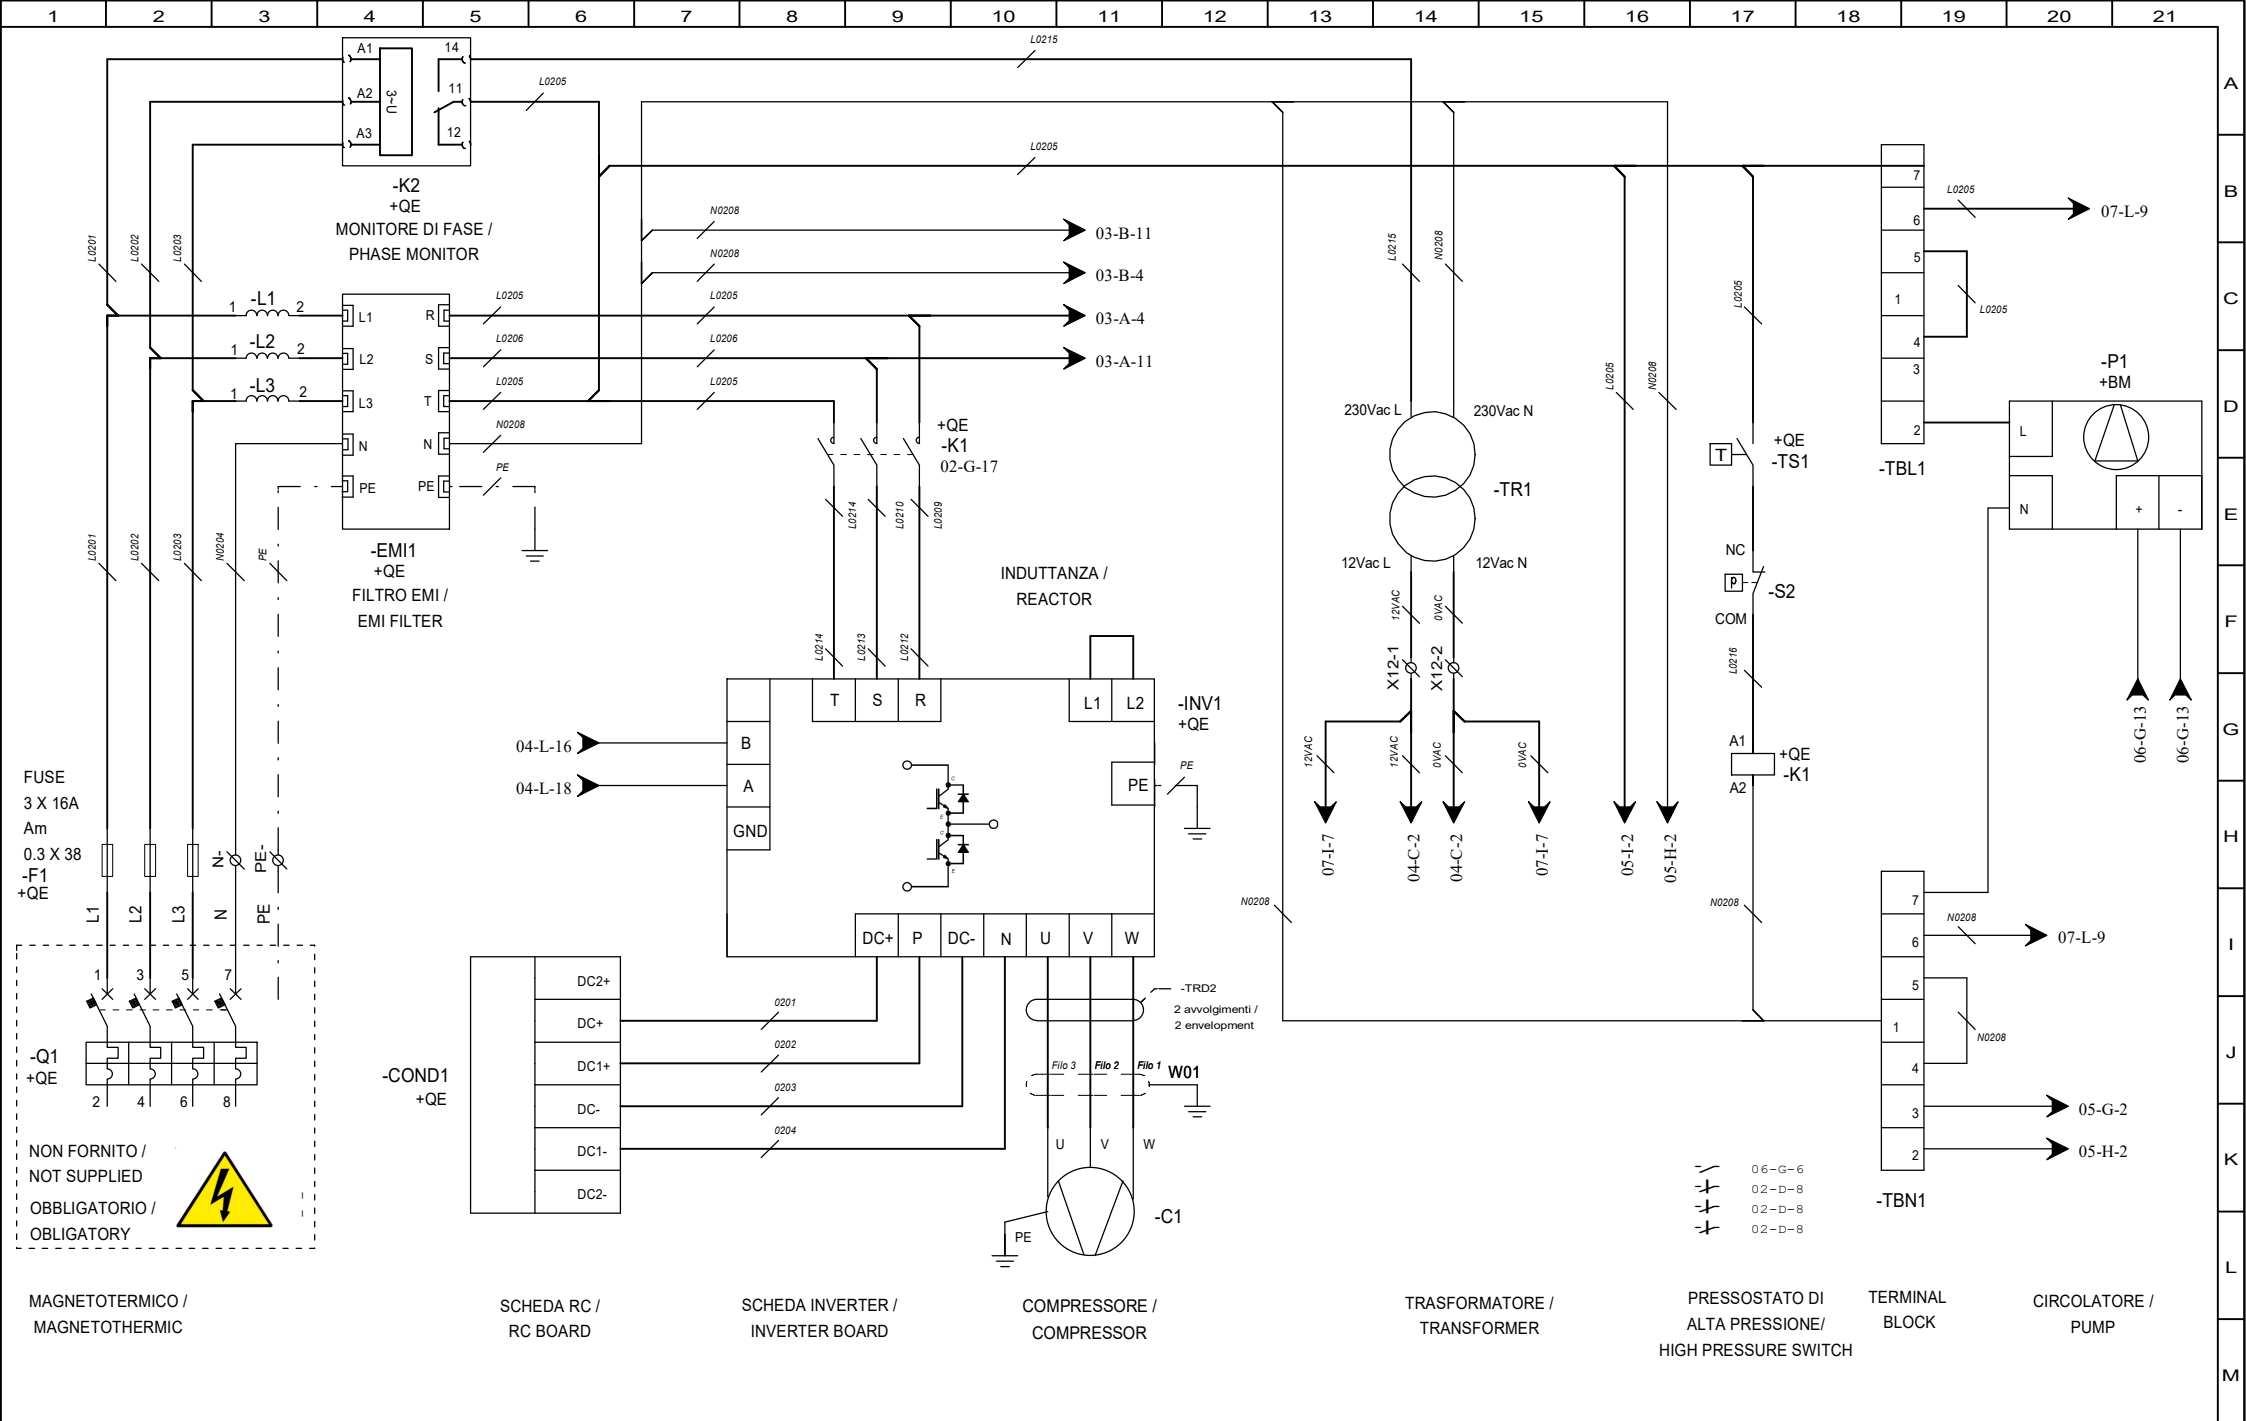 1 2 3 4 5 6 7 8 9 10 11 12 13 14 15 16 17 18 19 20 21
A
B
C
D
E
F
G
H
I
J
K
L
M
A1
A2
A3
3~U
14
11
12
-K2
+QE
MONITORE DI FASE /
PHASE MONITOR
L0205
L0215
L0205
L0201
L0202
L0203
N0208
03-B-11
N0208
03-B-4
L0205
L0205
03-A-4
L0206
L0206
03-A-11
L0205
L0205
N0208
PE
1 -L1 2
1 -L2 2
1 -L3 2
L1 R
L2 S
L3 T
N N
PE PE
-EMI1
+QE
FILTRO EMI /
EMI FILTER
L0201
L0202
L0203
N0204
PE
+QE
-K1
02-G-17
L0214
L0210
L0209
INDUTTANZA /
REACTOR
L0214
L0213
L0212
T S R
L1 L2
-INV1
+QE
04-L-16
B
04-L-18
A
GND
PE
PE
C
E
C
E
DC+ P DC- N U V W
FUSE
3 X 16A
Am
0.3 X 38
-F1
+QE
N-
PE-
L1
L2
L3
N
PE
1 3 5 7
-Q1
+QE
2 4 6 8
NON FORNITO /
NOT SUPPLIED
OBBLIGATORIO /
OBLIGATORY
MAGNETOTERMICO /
MAGNETOTHERMIC
DC2+
DC+
DC1+
DC-
DC1-
DC2-
-COND1
+QE
0201
0202
0203
0204
SCHEDA RC /
RC BOARD
SCHEDA INVERTER /
INVERTER BOARD
-TRD2
2 avvolgimenti /
2 envelopment
Filo 3 Filo 2 Filo 1 W01
U V W
-C1
PE
COMPRESSORE /
COMPRESSOR
L0215
N0208
230Vac L 230Vac N
-TR1
12Vac L 12Vac N
12VAC
0VAC
X12-1
X12-2
12VAC
12VAC
0VAC
0VAC
07-I-7
04-C-2
04-C-2
07-I-7
TRASFORMATORE /
TRANSFORMER
N0208
L0205
N0208
05-I-2
05-H-2
L0205
T
+QE
-TS1
NC
P
-S2
COM
L0216
A1
+QE
-K1
A2
N0208
06-G-6
02-D-8
02-D-8
02-D-8
PRESSOSTATO DI
ALTA PRESSIONE/
HIGH PRESSURE SWITCH
7
6
5
1
4
3
2
-TBL1
L0205
07-L-9
L0205
-P1
+BM
L
N
+ -
06-G-13
06-G-13
7
6
5
1
4
3
2
-TBN1
N0208
07-L-9
N0208
05-G-2
05-H-2
TERMINAL
BLOCK
CIRCOLATORE /
PUMP